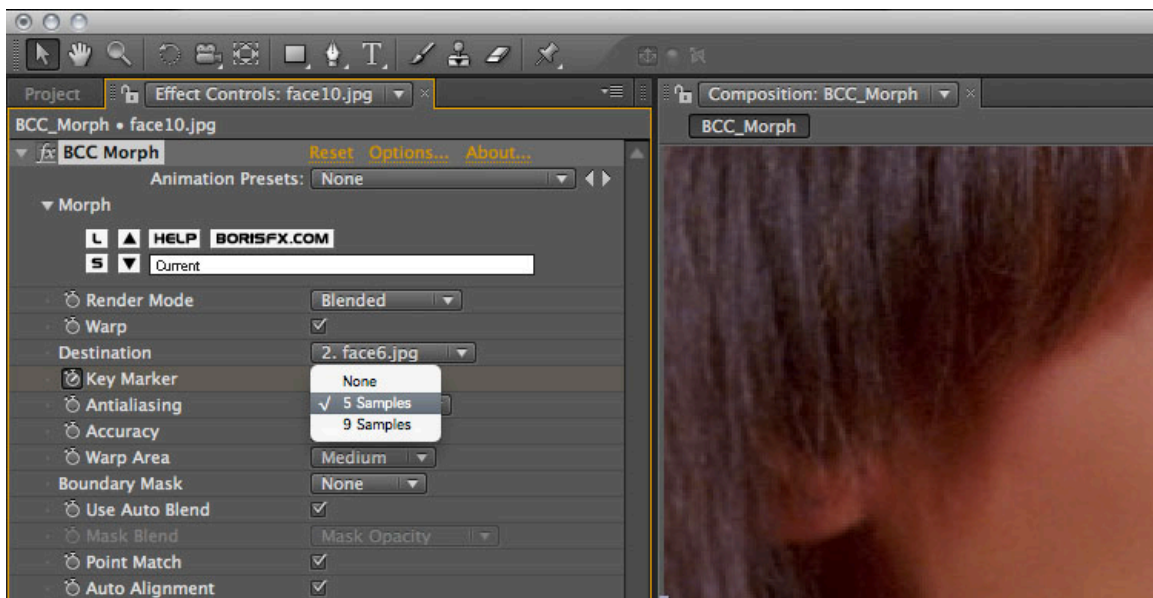 Project Effect Controls: face10.jpg
BCC_Morph • face10.jpg
fx BCC Morph Reset Options... About...
Animation Presets: None
Morph
L HELP BORISFX.COM
S Current
Render Mode Blended
Warp
Destination 2. face6.jpg
Key Marker
None
Antialiasing
5 Samples
9 Samples
Accuracy
Warp Area Medium
Boundary Mask None
Use Auto Blend
Mask Blend Mask Opacity
Point Match
Auto Alignment
Composition: BCC_Morph
BCC_Morph